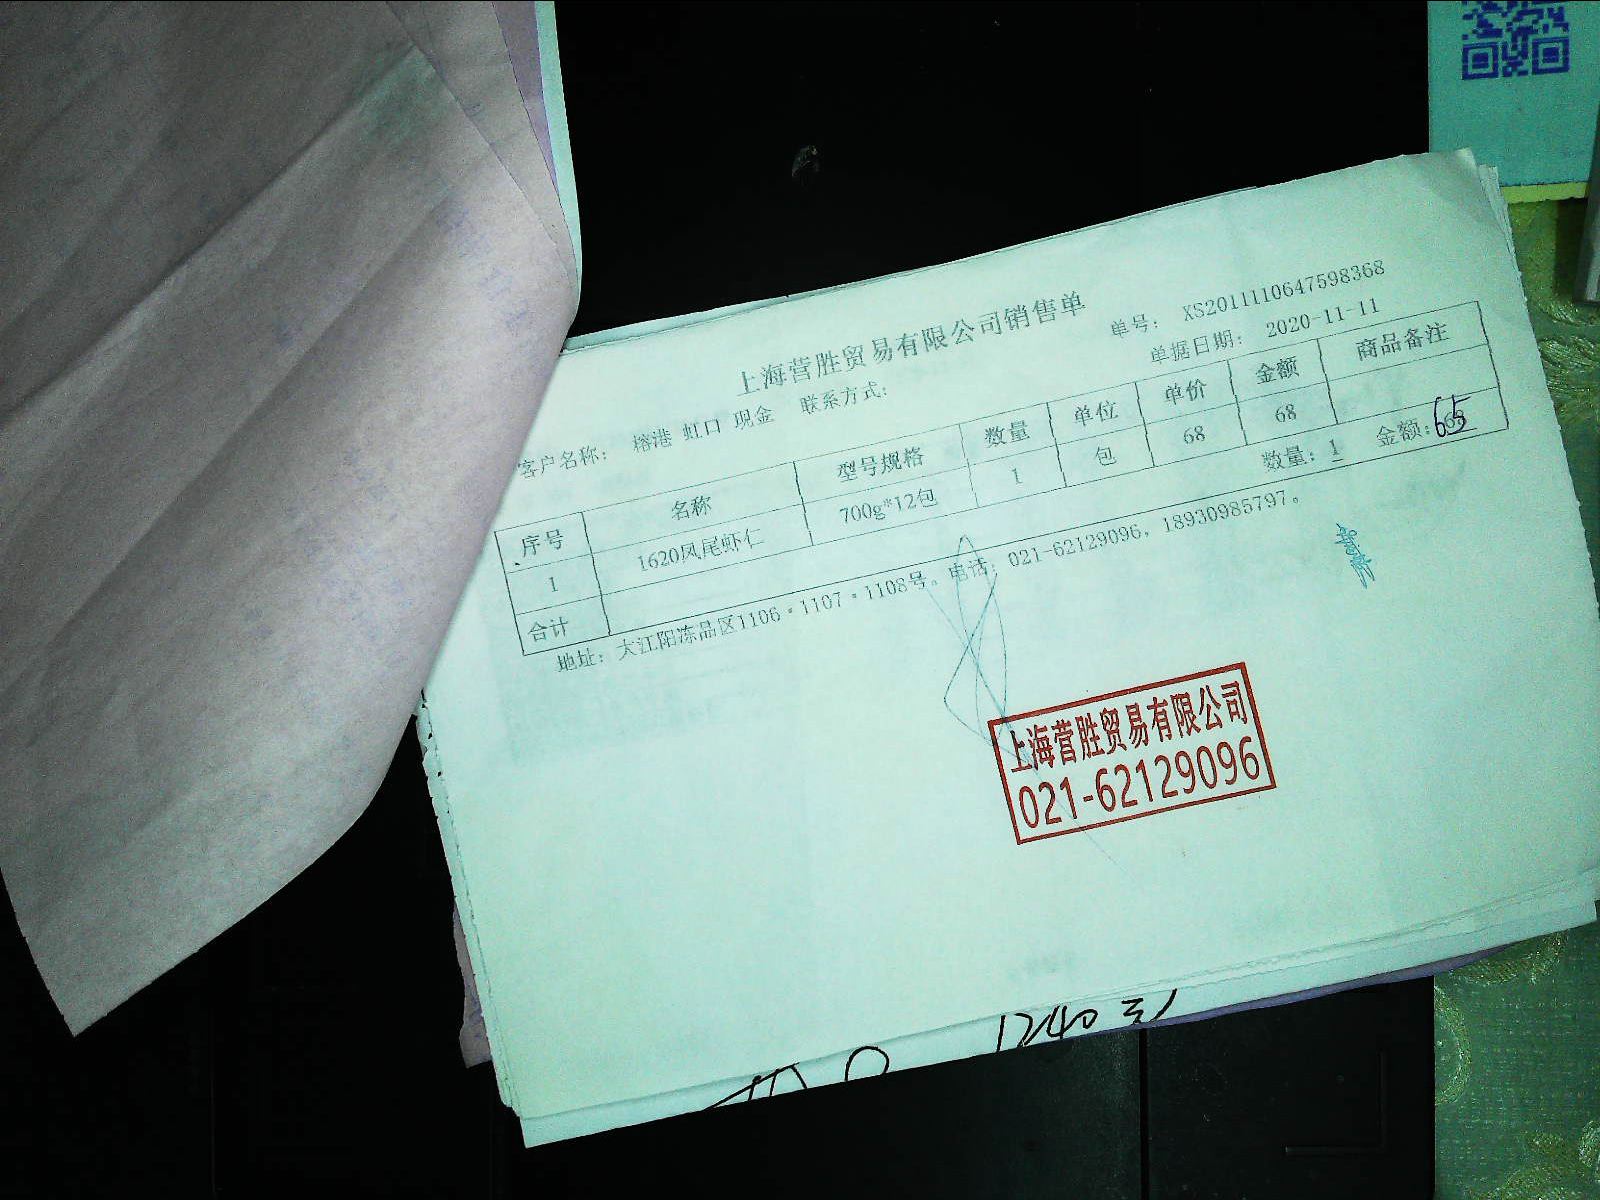 上海营胜贸易有限公司销售单
单号： XS2011110647598368
客户名称： 榕港 虹口 现金 联系方式： 单据日期： 2020-11-11
序号 名称 型号规格 数量 单位 单价 金额 商品备注
1 1620凤尾虾仁 700g*12包 1 包 68 68
合计 数量：1 金额：65
地址：大江阳冻品区1106·1107·1108号。电话：021-62129096，18930985797。
上海营胜贸易有限公司
021-62129096
1240